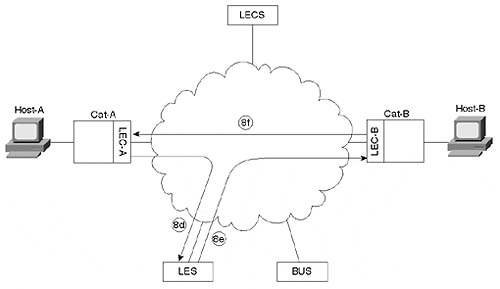 LECS
Host-A
Cat-A
LEC-A
8f
Cat-B
LEC-B
Host-B
8d
8e
LES
BUS